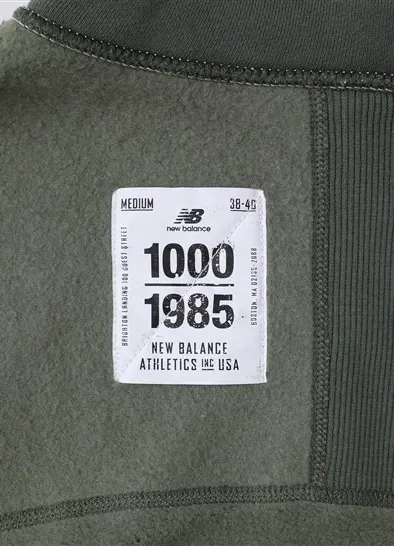 MEDIUM 38-40
NB
new balance
1000
1985
NEW BALANCE
ATHLETICS INC USA
BRIGHTON LANDING 100 GUEST STREET
BOSTON, MA 02135-2088